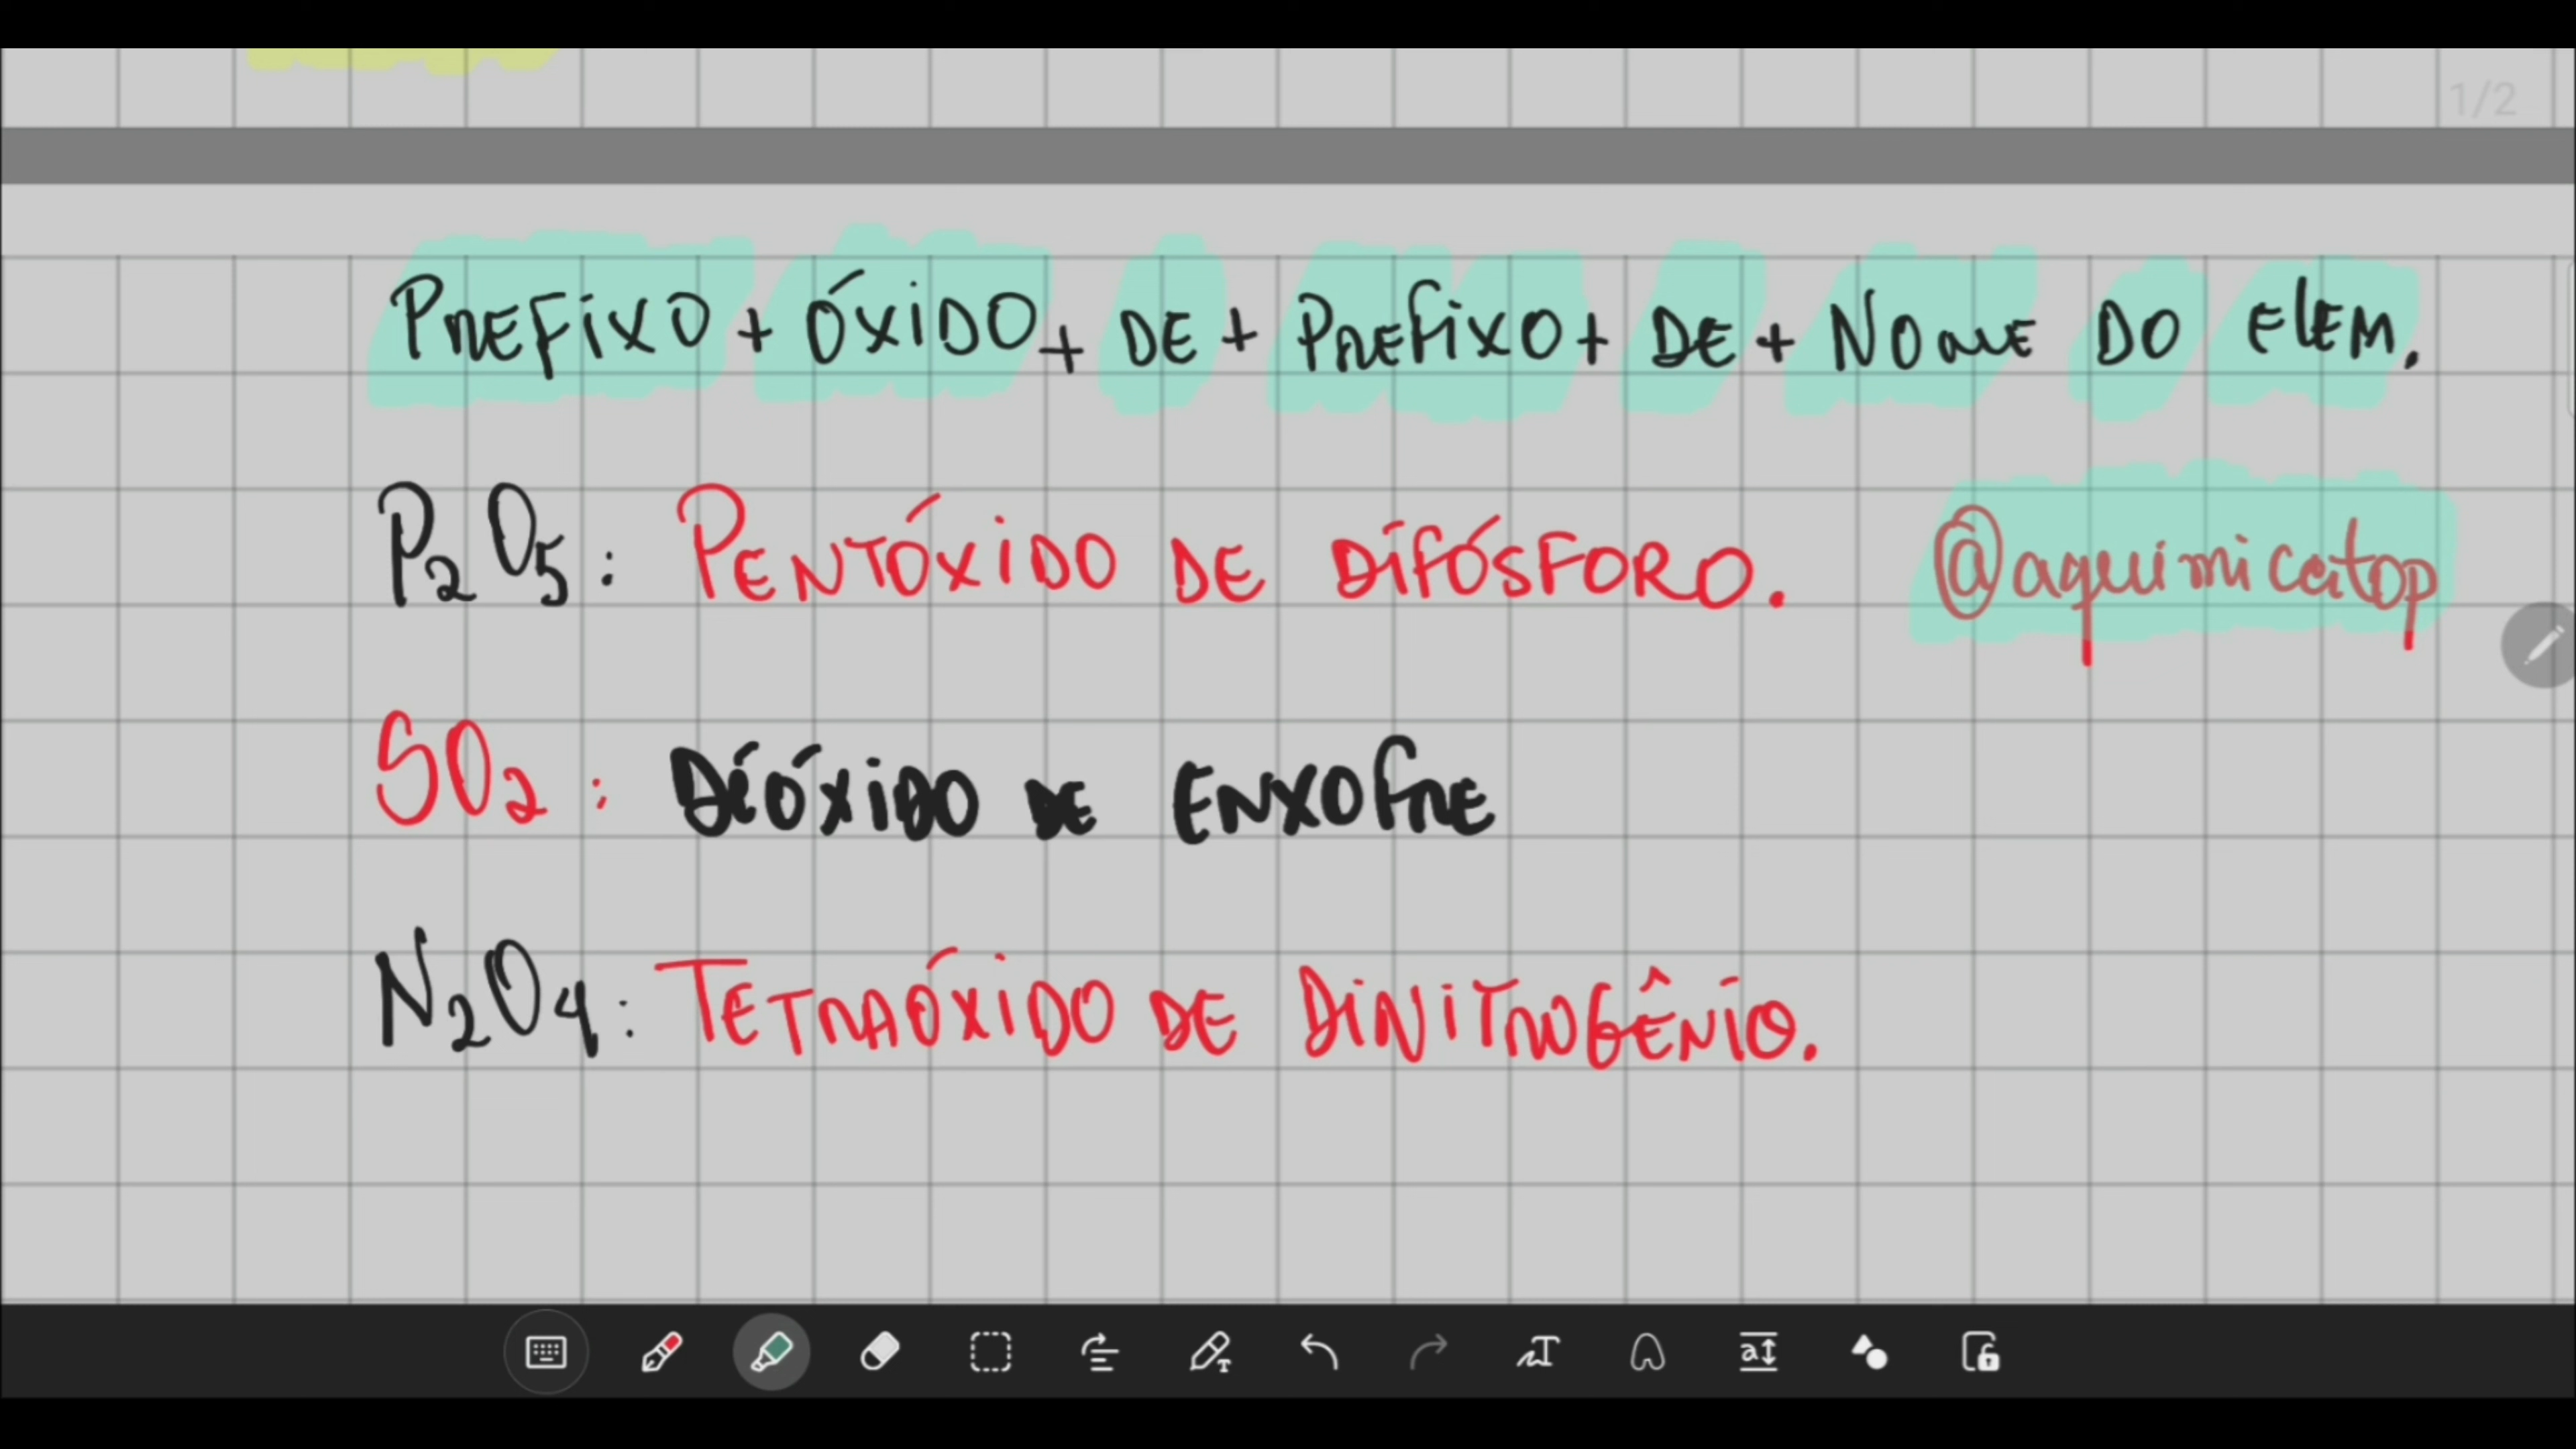 1/2
PREFIXO + ÓXIDO + DE + PREFIXO + DE + NOME DO ELEM.
P₂O₅: PENTÓXIDO DE DIFÓSFORO. @aquimicatop
SO₂: DIÓXIDO DE ENXOFRE
N₂O₄: TETRAÓXIDO DE DINITROGÊNIO.